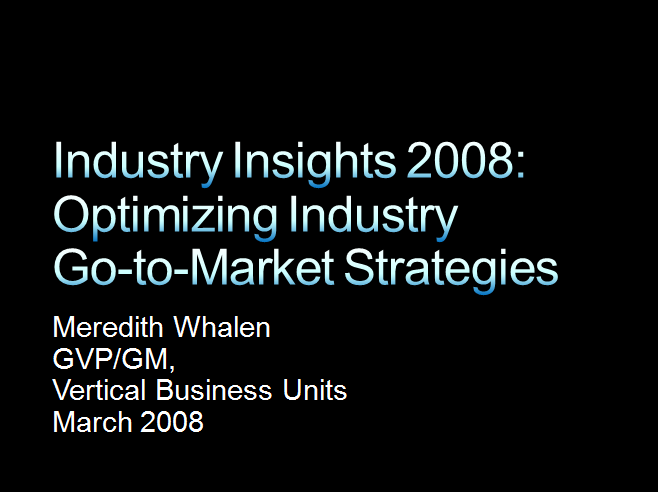 Industry Insights 2008:
Optimizing Industry
Go-to-Market Strategies
Meredith Whalen
GVP/GM,
Vertical Business Units
March 2008